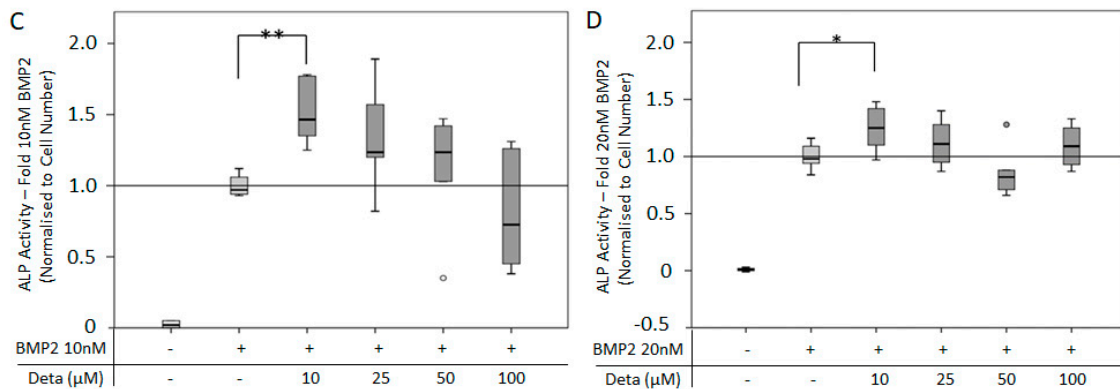 C
ALP Activity – Fold 10nM BMP2
(Normalised to Cell Number)
2.0
1.5
1.0
0.5
0
**
BMP2 10nM - + + + + +
Deta (μM) - - 10 25 50 100
D
ALP Activity – Fold 20nM BMP2
(Normalised to Cell Number)
2.0
1.5
1.0
0.5
0
-0.5
*
BMP2 20nM - + + + + +
Deta (μM) - - 10 25 50 100